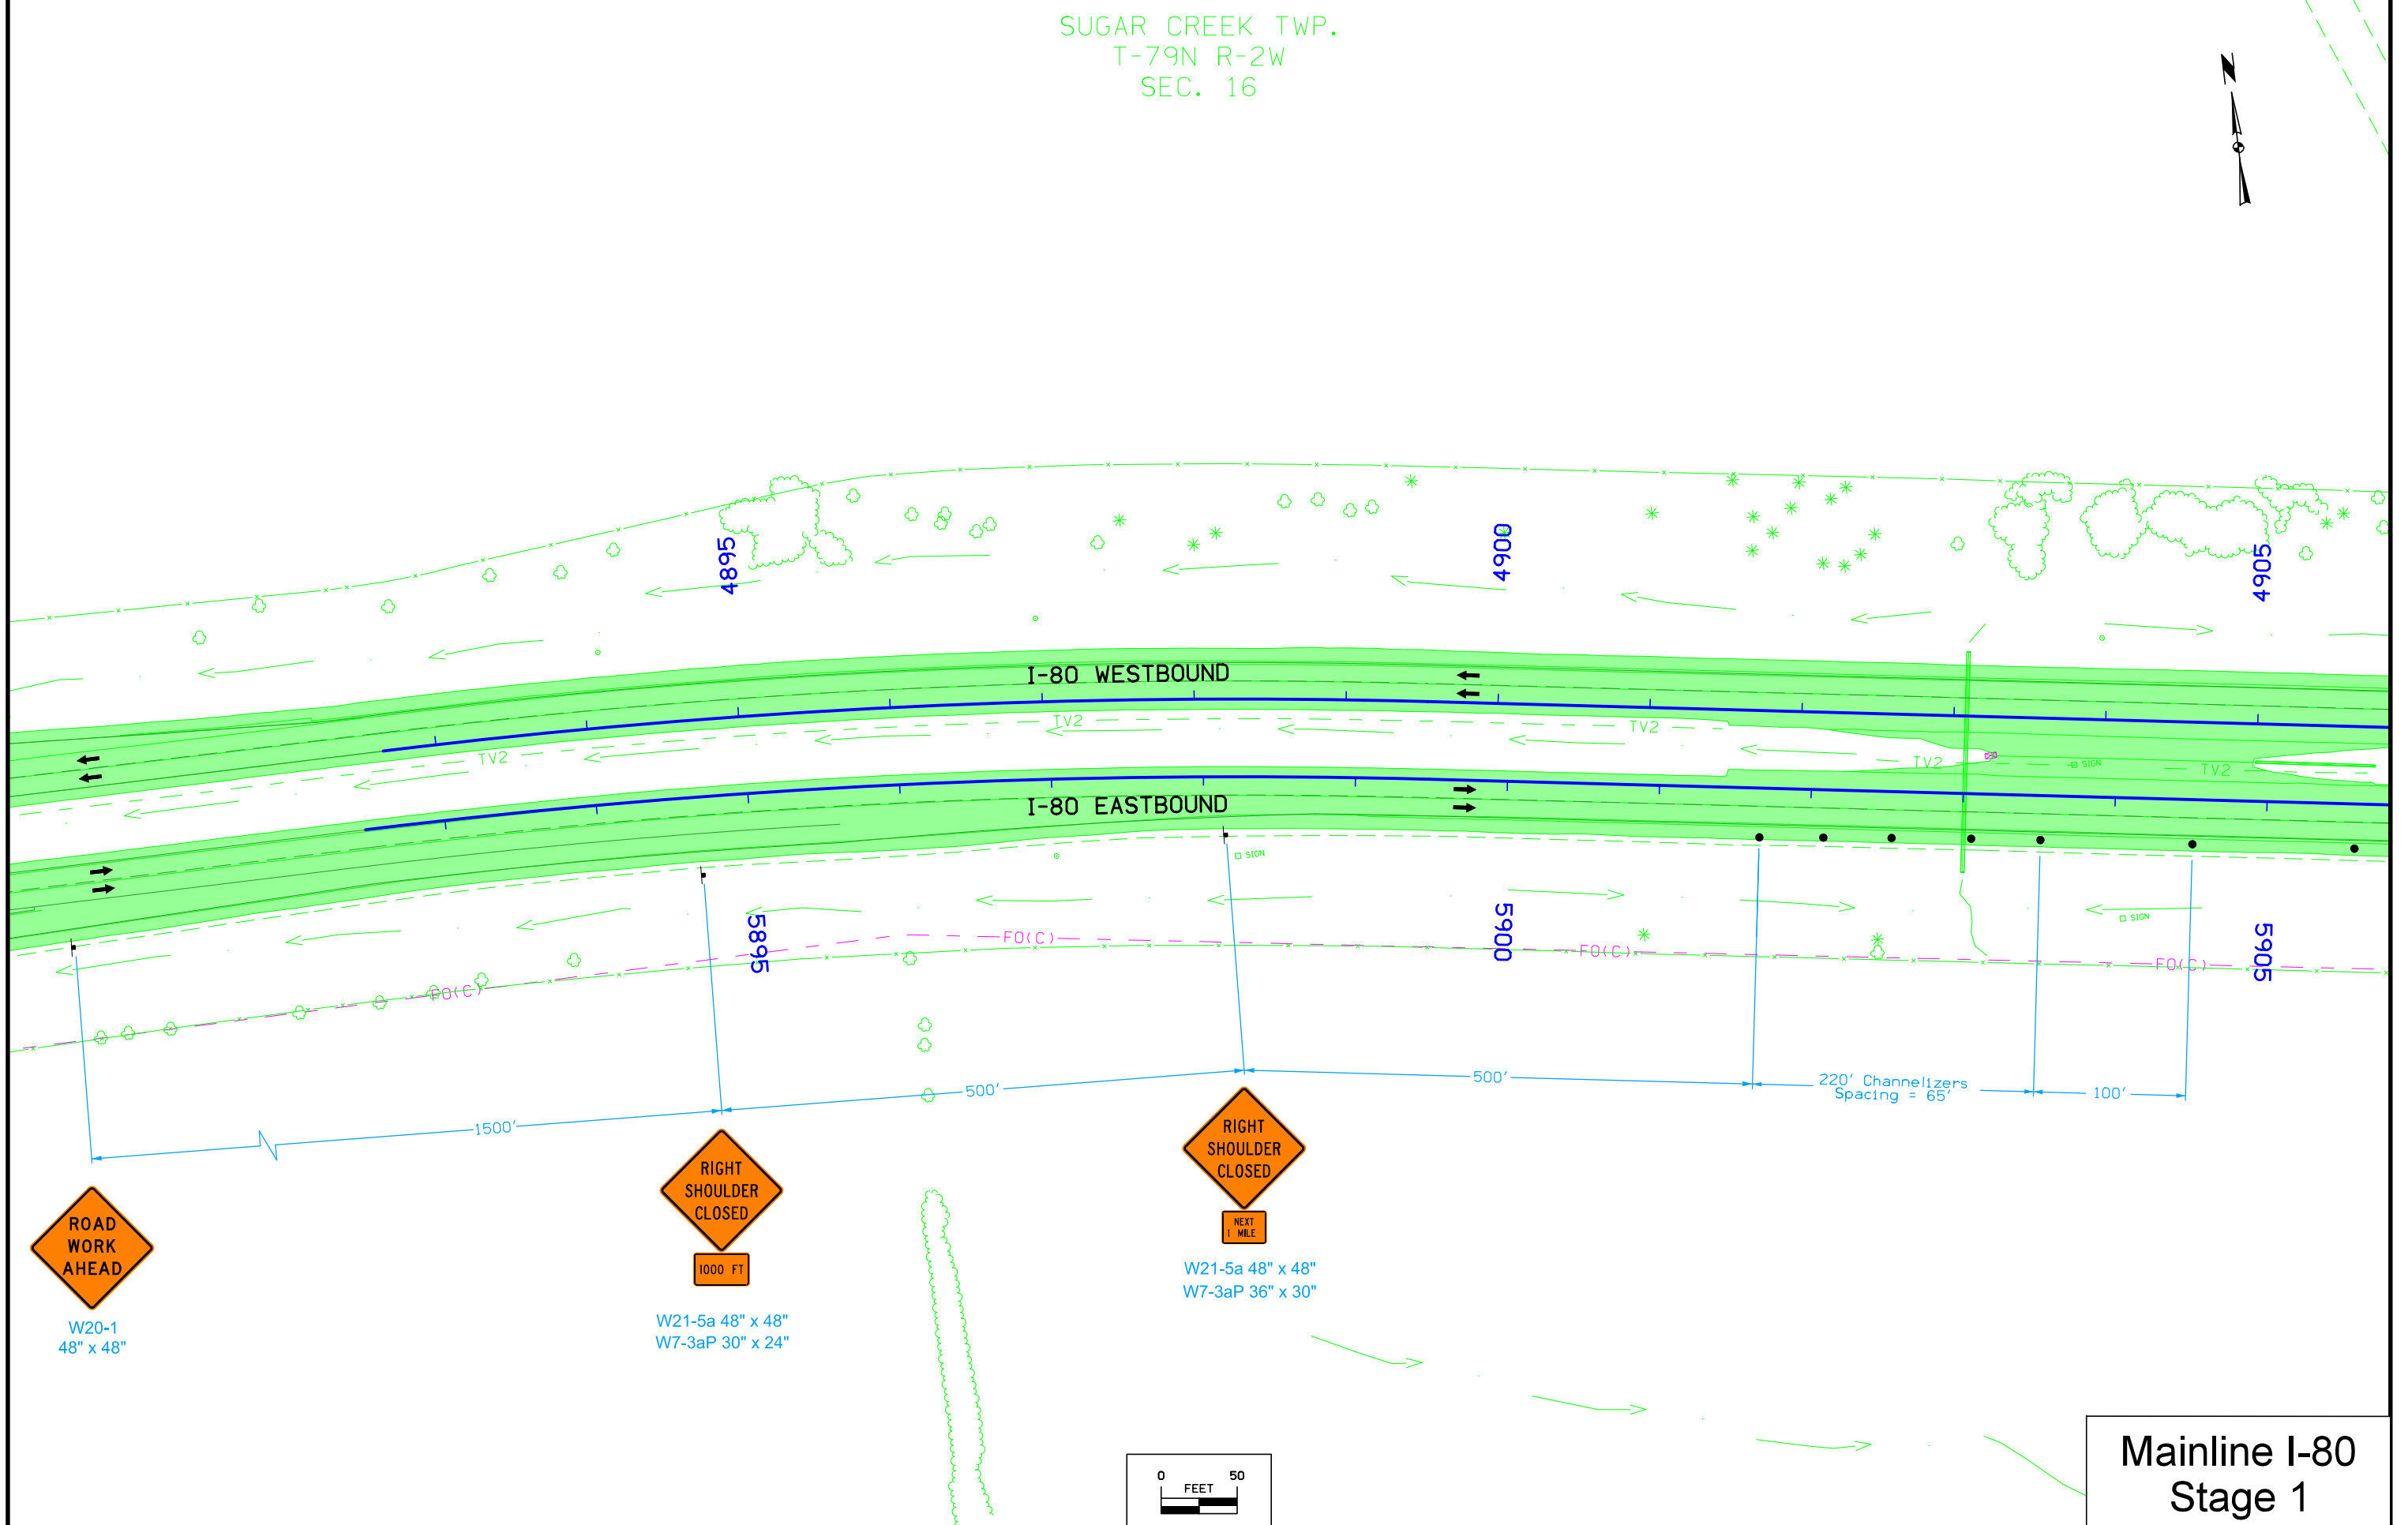 SUGAR CREEK TWP.
T-79N R-2W
SEC. 16
N
4895
4900
4905
I-80 WESTBOUND
TV2
TV2
TV2
TV2
SIGN
TV2
I-80 EASTBOUND
SIGN
SIGN
5895
5900
5905
FO(C)
FO(C)
FO(C)
FO(C)
1500'
500'
500'
220' Channelizers
Spacing = 65'
100'
ROAD
WORK
AHEAD
W20-1
48" x 48"
RIGHT
SHOULDER
CLOSED
1000 FT
W21-5a 48" x 48"
W7-3aP 30" x 24"
RIGHT
SHOULDER
CLOSED
NEXT
1 MILE
W21-5a 48" x 48"
W7-3aP 36" x 30"
0 50
FEET
Mainline I-80
Stage 1